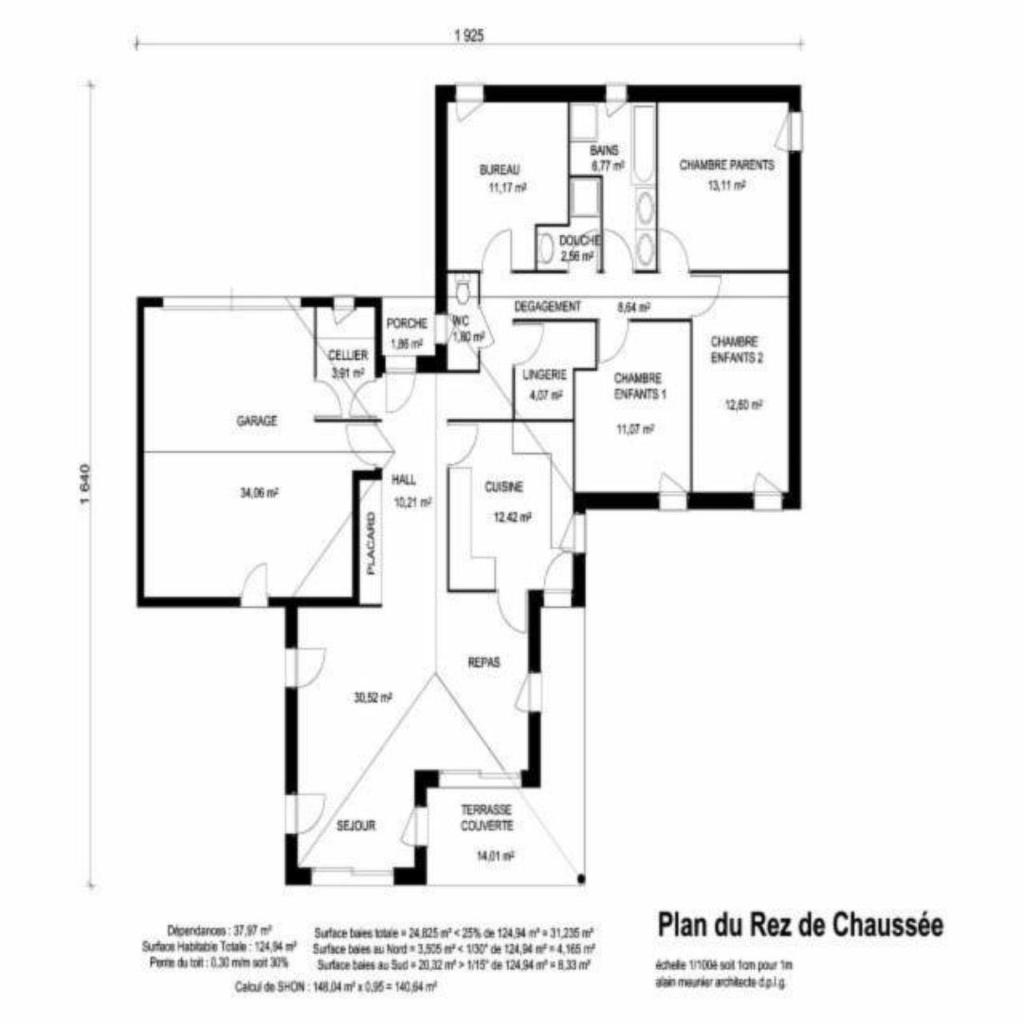 1 925
BUREAU
11,17 m²
BAINS
6,77 m²
CHAMBRE PARENTS
13,11 m²
DOUCHE
2,56 m²
DEGAGEMENT
8,64 m²
PORCHE
1,86 m²
WC
1,80 m²
CELLIER
3,91 m²
LINGERIE
4,07 m²
CHAMBRE
ENFANTS 1
11,07 m²
CHAMBRE
ENFANTS 2
12,60 m²
GARAGE
34,06 m²
1 640
HALL
10,21 m²
PLACARD
CUISINE
12,42 m²
REPAS
30,52 m²
SEJOUR
TERRASSE
COUVERTE
14,01 m²
Dépendances : 37,97 m²
Surface Habitable Totale : 124,94 m²
Pente du toit : 0,30 m/m soit 30%
Surface baies totale = 24,825 m² < 25% de 124,94 m² = 31,235 m²
Surface baies au Nord = 3,505 m² < 1/30° de 124,94 m² = 4,165 m²
Surface baies au Sud = 20,32 m² > 1/15° de 124,94 m² = 8,33 m²
Calcul de SHON : 148,04 m² x 0,95 = 140,64 m²
Plan du Rez de Chaussée
échelle 1/100è soit 1cm pour 1m
alain meunier architecte d.p.l.g.